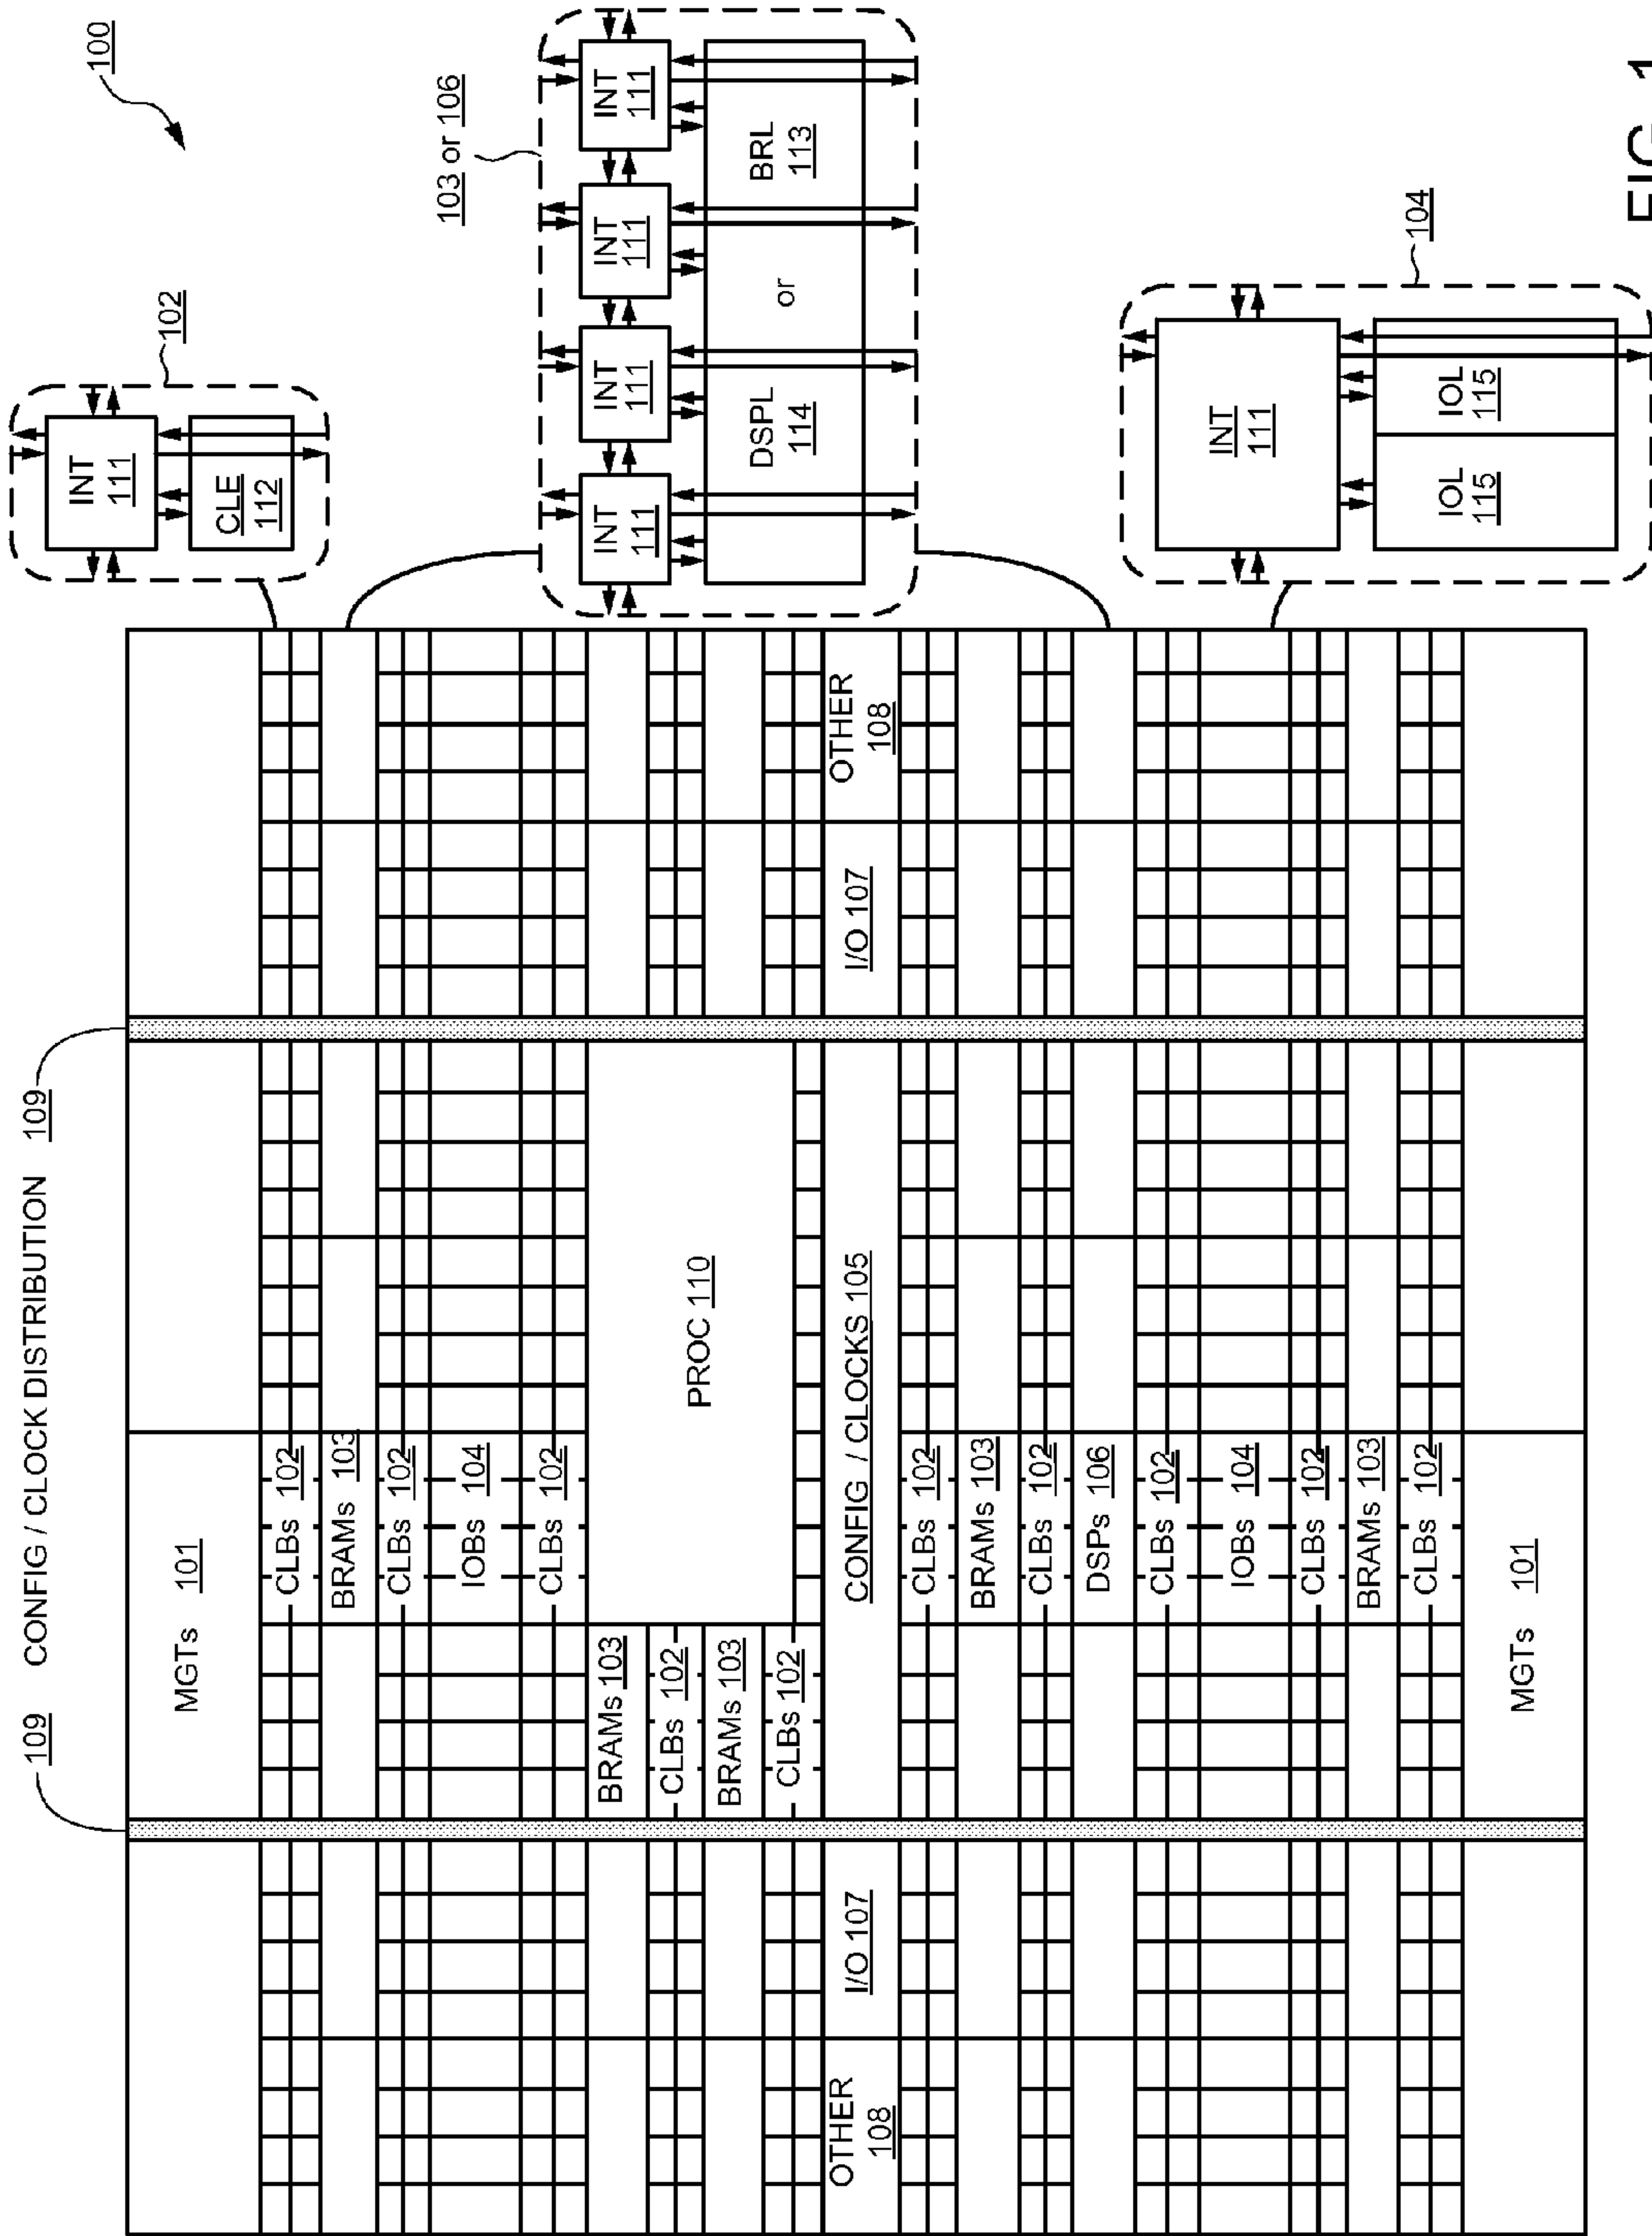 100
102
INT
111
CLE
112
103 or 106
INT
111
INT
111
INT
111
INT
111
DSPL
114
or
BRL
113
104
INT
111
IOL
115
IOL
115
109
CONFIG / CLOCK DISTRIBUTION
109
MGTs 101
CLBs 102
BRAMs 103
CLBs 102
IOBs 104
CLBs 102
BRAMs 103
CLBs 102
BRAMs 103
CLBs 102
PROC 110
OTHER
108
I/O 107
CONFIG / CLOCKS 105
I/O 107
OTHER
108
CLBs 102
BRAMs 103
CLBs 102
DSPs 106
CLBs 102
IOBs 104
CLBs 102
BRAMs 103
CLBs 102
MGTs 101
FIG. 1